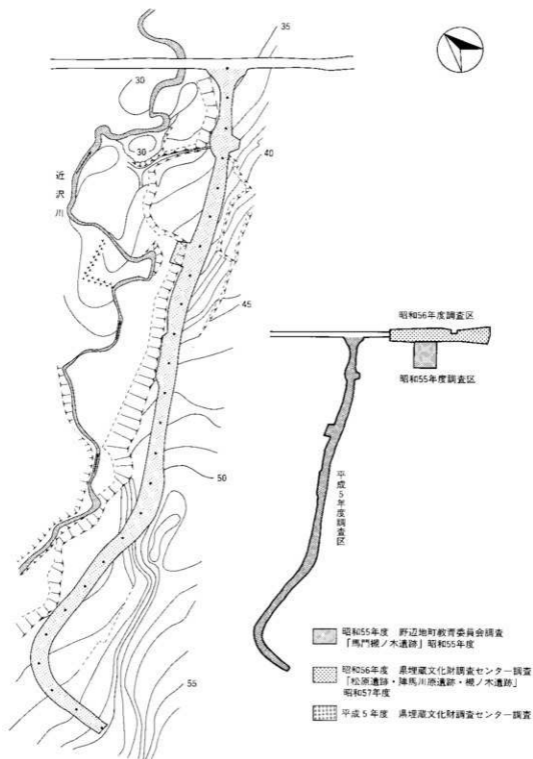 35
30
30
40
近沢川
45
50
55
昭和56年度調査区
昭和55年度調査区
平成5年度調査区
昭和55年度 野辺地町教育委員会調査
「馬門槻ノ木遺跡」昭和55年度
昭和56年度 県埋蔵文化財調査センター調査
「松原遺跡・陣馬川原遺跡・槻ノ木遺跡」
昭和57年度
平成5年度 県埋蔵文化財調査センター調査